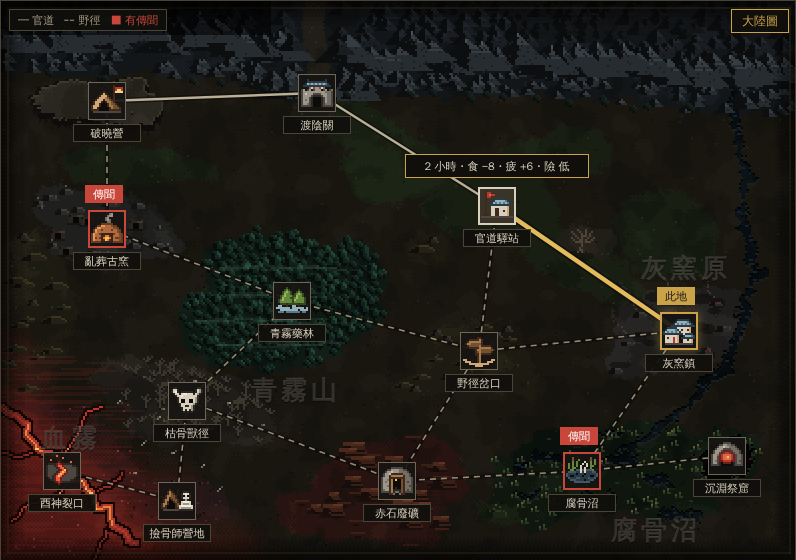 一 官道 -- 野徑 ■ 有傳聞
大陸圖
破曉營
渡陰關
2 小時・食 −8・疲 +6・險 低
傳聞
官道驛站
亂葬古窯
灰窯原
此地
青霧藥林
灰窯鎮
野徑岔口
青霧山
枯骨獸徑
血霧
傳聞
沉淵祭窟
酉神裂口
腐骨沼
赤石廢礦
撿骨師營地
腐骨沼